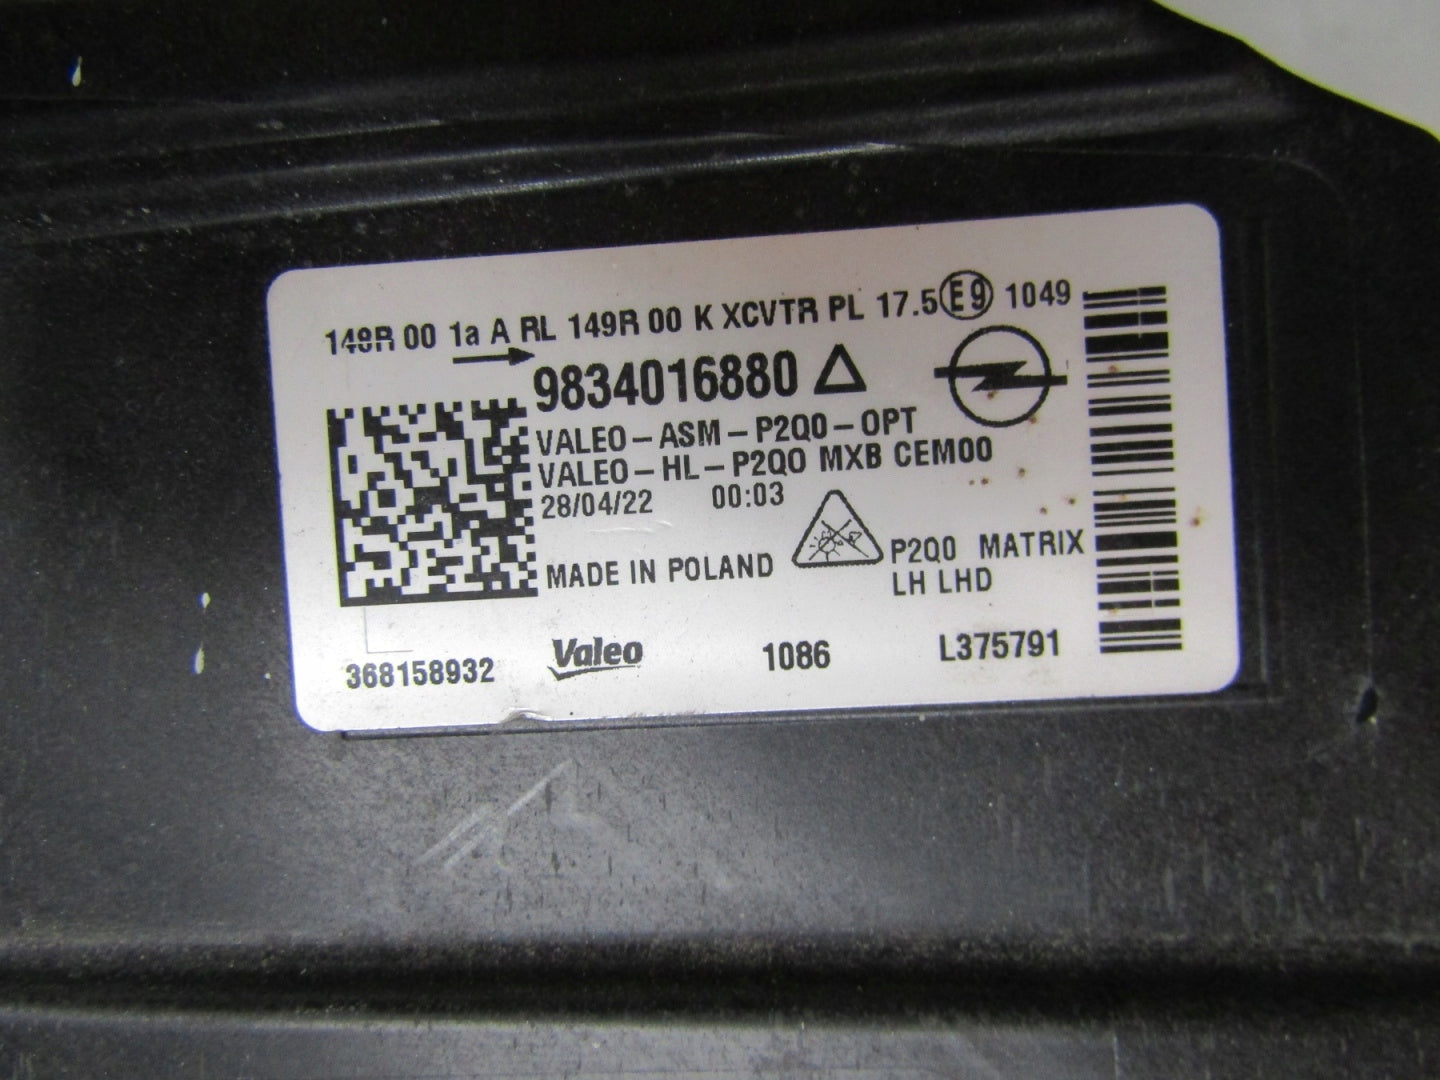 148R 00 1a A RL 149R 00 K XCVTR PL 17.5 E9 1049
9834016880
VALEO-ASM-P2Q0-OPT
VALEO-HL-P2Q0 MXB CEM00
28/04/22 00:03
MADE IN POLAND
P2Q0 MATRIX
LH LHD
368158932
Valeo
1086
L375791